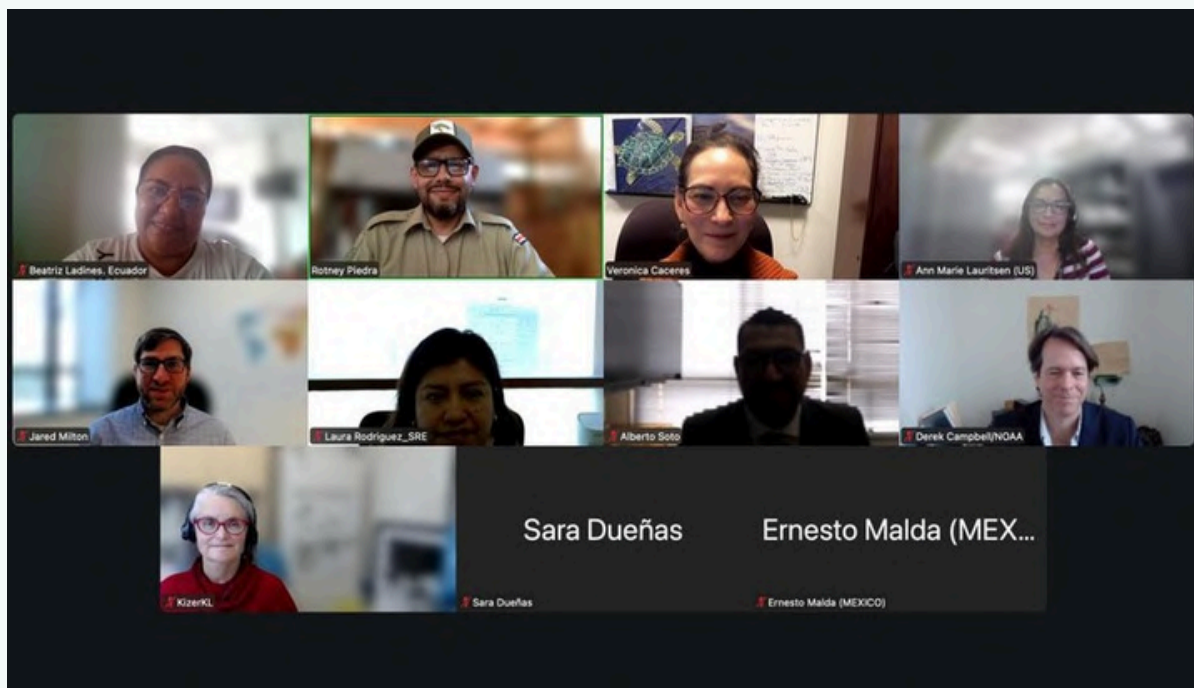 Beatriz Ladines. Ecuador
Rotney Piedra
Veronica Caceres
Ann Marie Lauritsen (US)
Jared Milton
Laura Rodriguez_SRE
Alberto Soto
Derek Campbell/NOAA
KizerKL
Sara Dueñas
Sara Dueñas
Ernesto Malda (MEX...
Ernesto Malda (MEXICO)